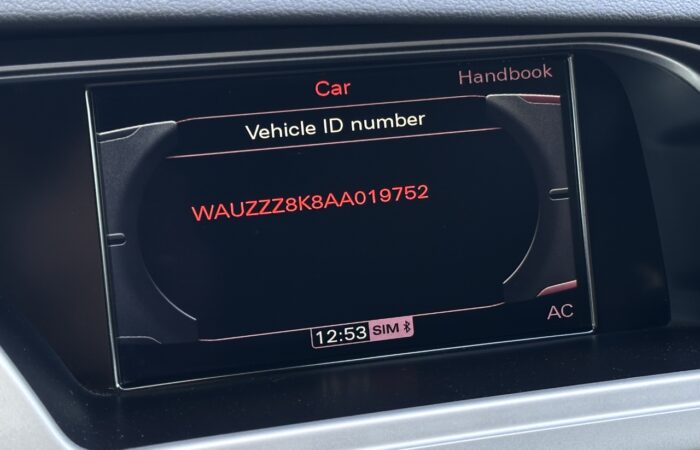 Handbook
Car
Vehicle ID number
WAUZZZ8K8AA019752
12:53 SIM
AC